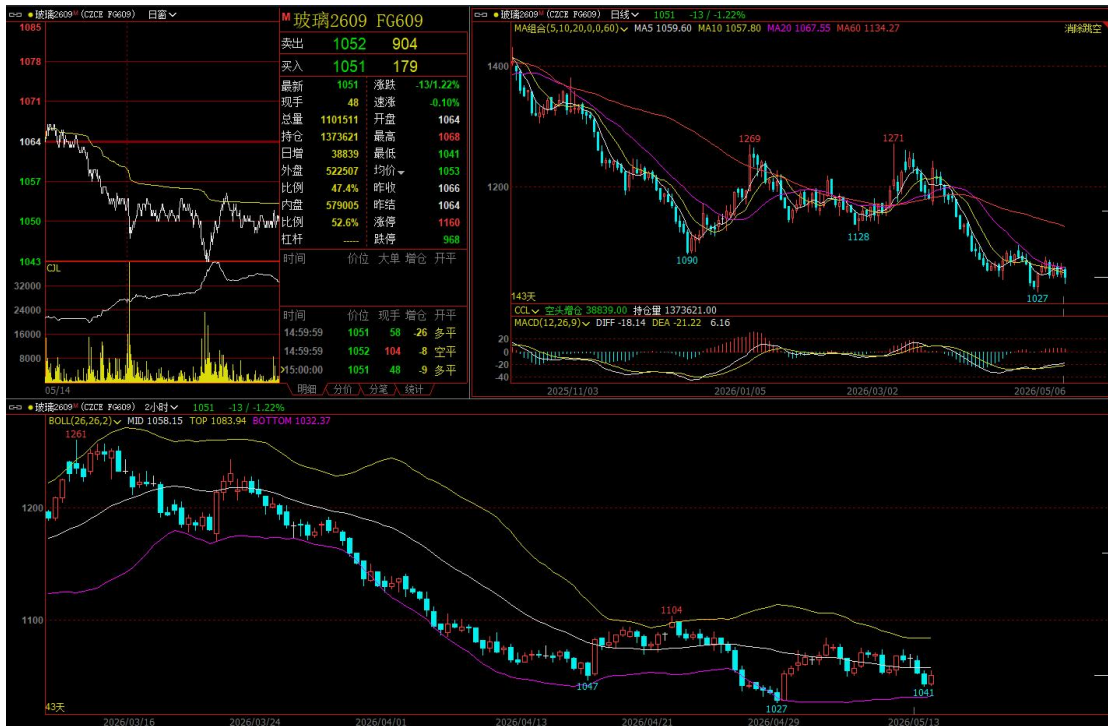 玻璃2609ᴹ (CZCE FG609) 日图
1085
1078
1071
1064
1057
1050
1043
CJL
32000
24000
16000
8000
05/14
M 玻璃2609 FG609
卖出 1052 904
买入 1051 179
最新 1051 涨跌 -13/1.22%
现手 48 速涨 -0.10%
总量 1101511 开盘 1064
持仓 1373621 最高 1068
日增 38839 最低 1041
外盘 522507 均价 1053
比例 47.4% 昨收 1066
内盘 579005 昨结 1064
比例 52.6% 涨停 1160
杠杆 ----- 跌停 968
时间 价位 大单 增仓 开平
时间 价位 现手 增仓 开平
14:59:59 1051 58 -26 多平
14:59:59 1052 104 -8 空平
15:00:00 1051 48 -9 多平
明细 分价 分笔 统计
玻璃2609ᴹ (CZCE FG609) 日线 1051 -13 / -1.22%
MA组合(5,10,20,0,0,60) MA5 1059.60 MA10 1057.80 MA20 1067.55 MA60 1134.27 消除跳空
1400
1269
1271
1200
1128
1090
1027
143天
CCL 空头增仓 38839.00 持仓量 1373621.00
MACD(12,26,9) DIFF -18.14 DEA -21.22 6.16
20
0
-20
-40
2025/11/03 2026/01/05 2026/03/02 2026/05/06
玻璃2609ᴹ (CZCE FG609) 2小时 1051 -13 / -1.22%
BOLL(26,26,2) MID 1058.15 TOP 1083.94 BOTTOM 1032.37
1261
1200
1100
1104
1047
1041
1027
43天
2026/03/16 2026/03/24 2026/04/01 2026/04/13 2026/04/21 2026/04/29 2026/05/13